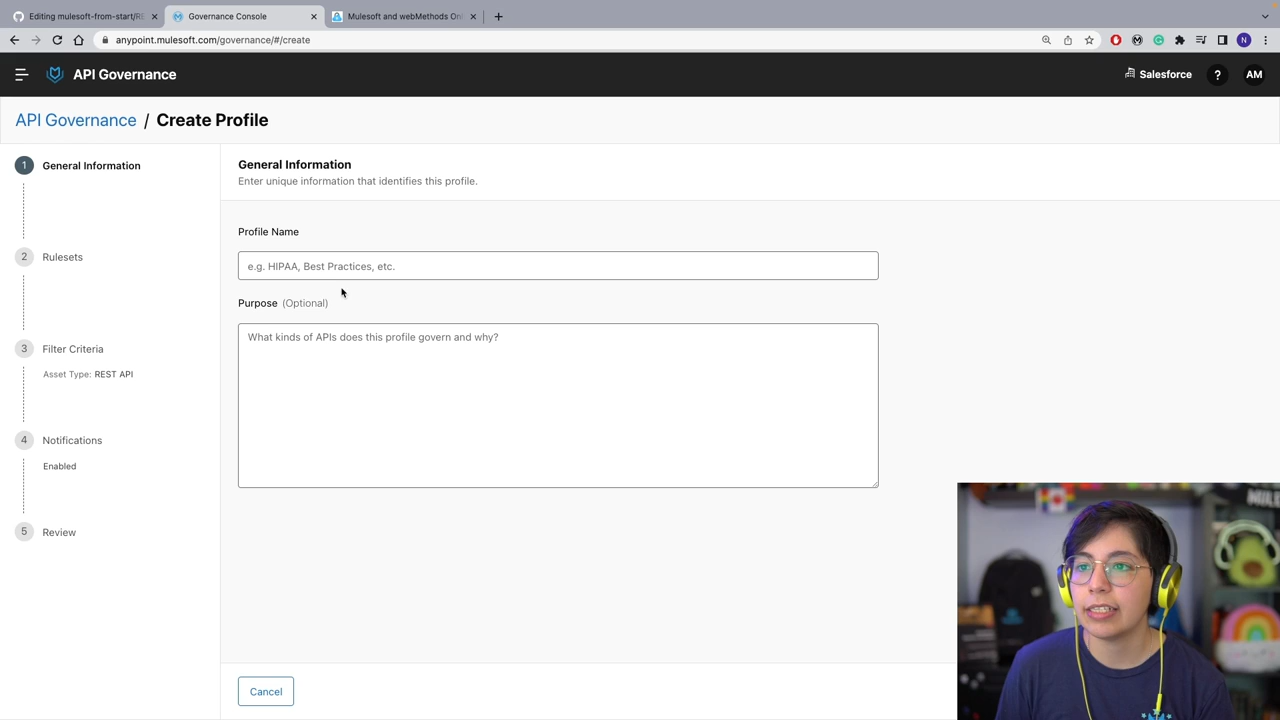 Editing mulesoft-from-start/RE
Governance Console
Mulesoft and webMethods Onl
anypoint.mulesoft.com/governance/#/create
N
API Governance
Salesforce
?
AM
API Governance / Create Profile
1 General Information
2 Rulesets
3 Filter Criteria
Asset Type: REST API
4 Notifications
Enabled
5 Review
General Information
Enter unique information that identifies this profile.
Profile Name
e.g. HIPAA, Best Practices, etc.
Purpose (Optional)
What kinds of APIs does this profile govern and why?
Cancel